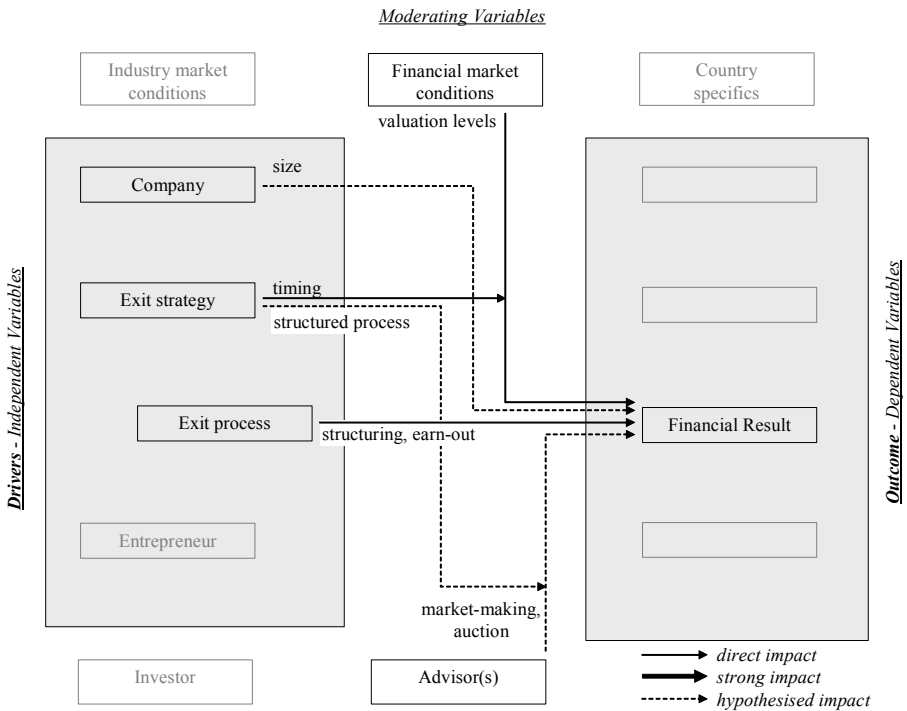 Moderating Variables
Industry market
conditions
Financial market
conditions
Country
specifics
valuation levels
Company
size
Exit strategy
timing
structured process
Exit process
structuring, earn-out
Financial Result
Entrepreneur
market-making,
auction
Investor
Advisor(s)
Drivers - Independent Variables
Outcome - Dependent Variables
direct impact
strong impact
hypothesised impact